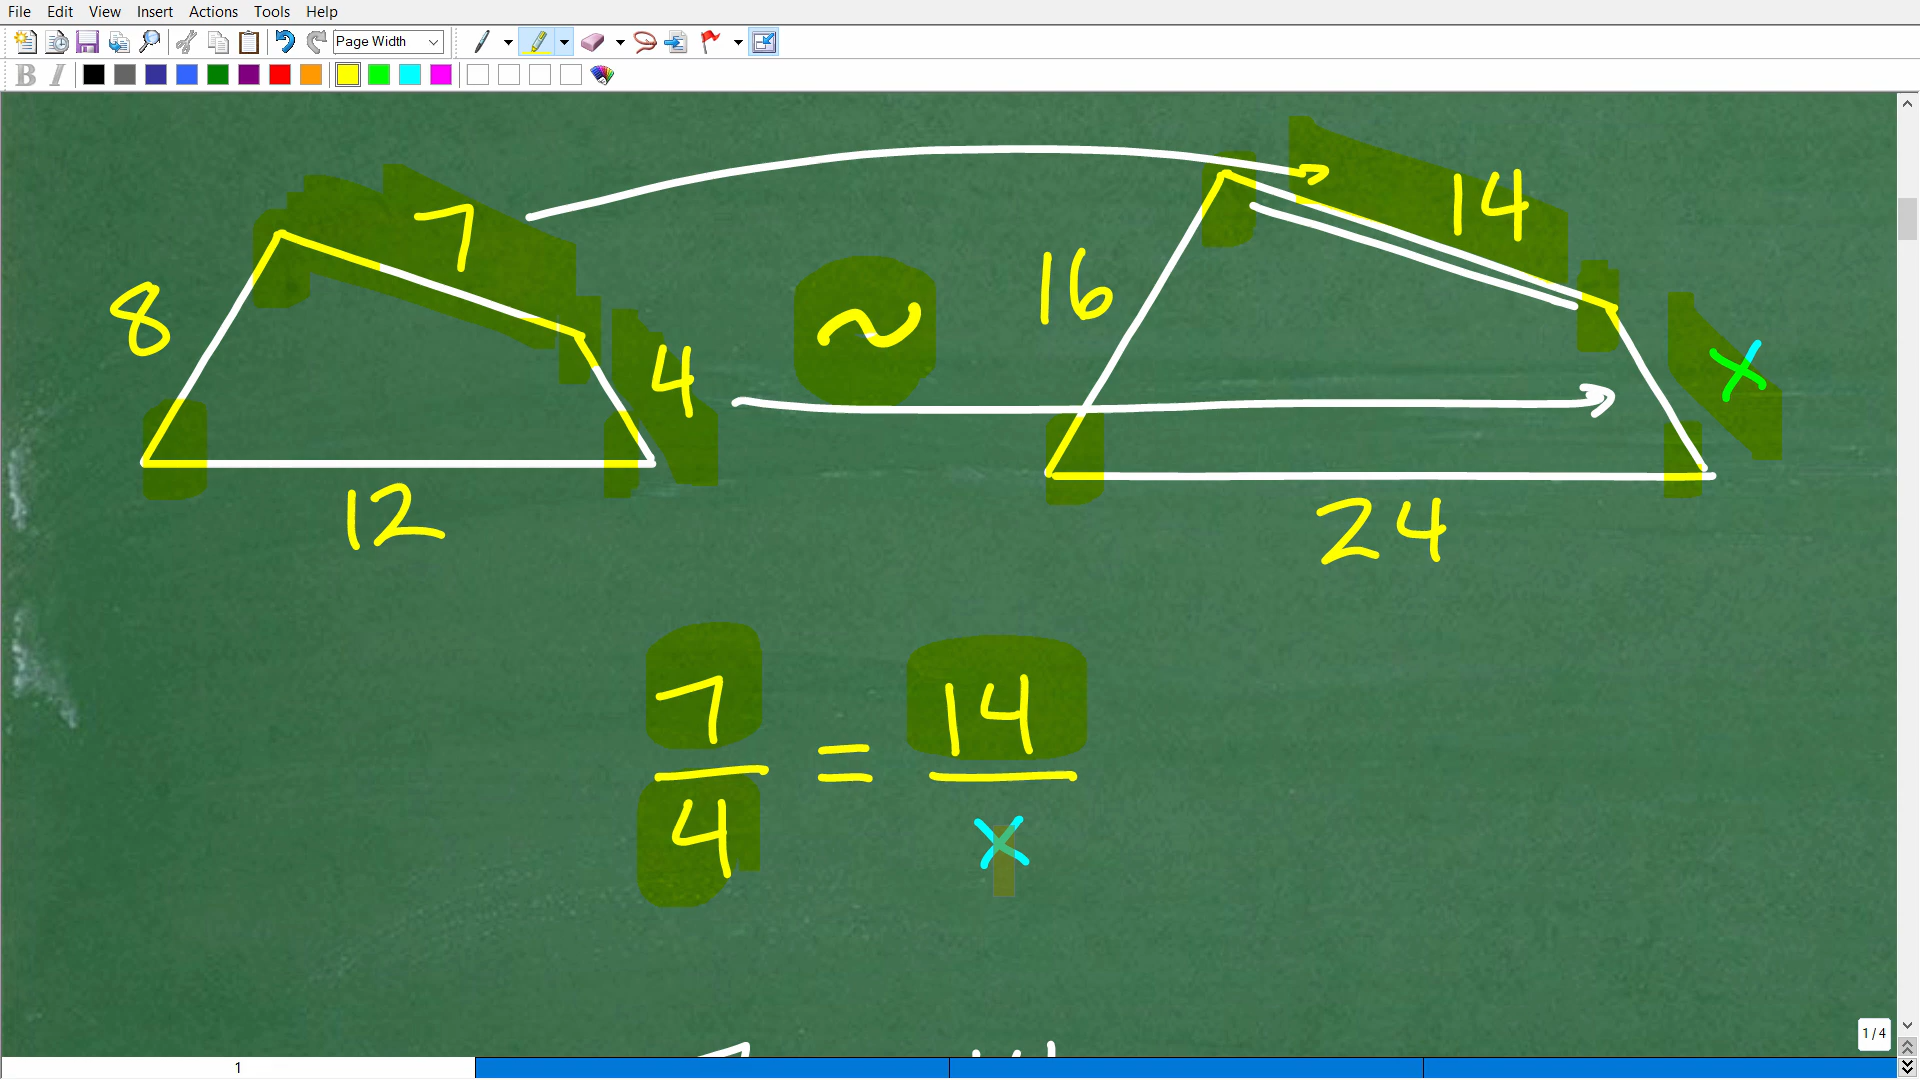 File Edit View Insert Actions Tools Help
Page Width
B I
7 14
8 16
4 ~ x
12 24
7 = 14
4 x
1 / 4
1